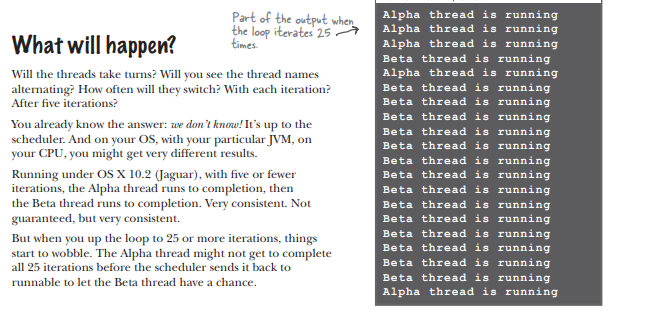 What will happen?
Part of the output when
the loop iterates 25
times.
Will the threads take turns? Will you see the thread names
alternating? How often will they switch? With each iteration?
After five iterations?
You already know the answer: we don't know! It's up to the
scheduler. And on your OS, with your particular JVM, on
your CPU, you might get very different results.
Running under OS X 10.2 (Jaguar), with five or fewer
iterations, the Alpha thread runs to completion, then
the Beta thread runs to completion. Very consistent. Not
guaranteed, but very consistent.
But when you up the loop to 25 or more iterations, things
start to wobble. The Alpha thread might not get to complete
all 25 iterations before the scheduler sends it back to
runnable to let the Beta thread have a chance.
Alpha thread is running
Alpha thread is running
Alpha thread is running
Beta thread is running
Alpha thread is running
Beta thread is running
Beta thread is running
Beta thread is running
Beta thread is running
Beta thread is running
Beta thread is running
Beta thread is running
Beta thread is running
Beta thread is running
Beta thread is running
Beta thread is running
Beta thread is running
Beta thread is running
Beta thread is running
Alpha thread is running